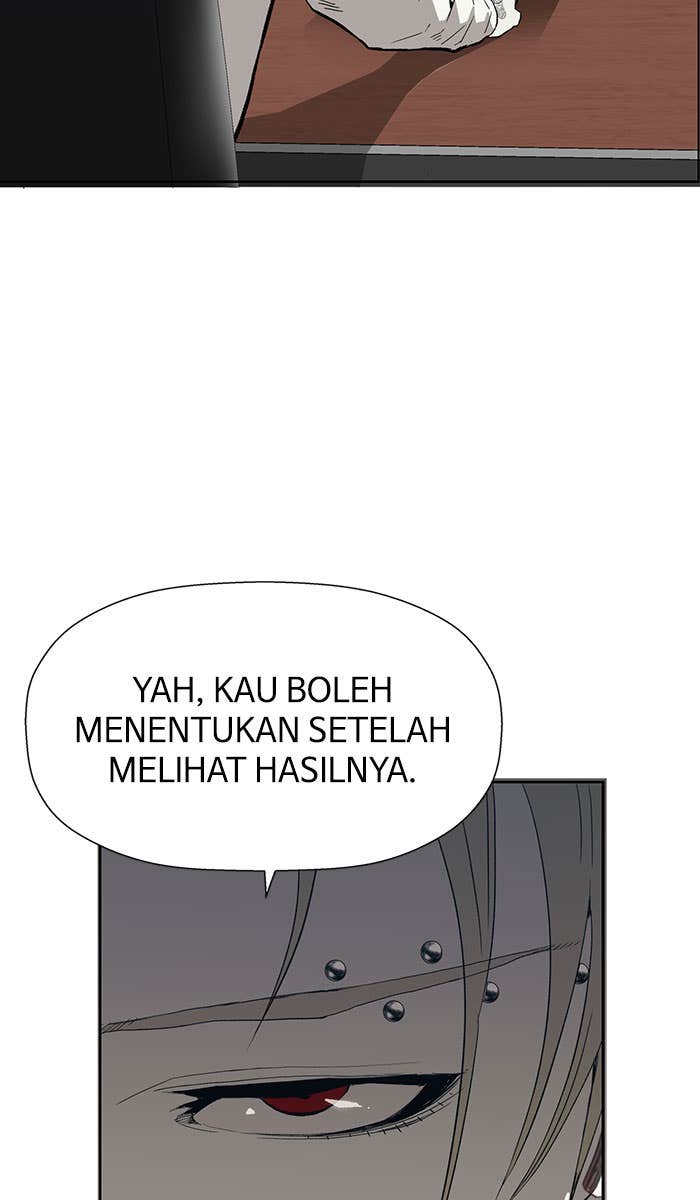 YAH, KAU BOLEH
MENENTUKAN SETELAH
MELIHAT HASILNYA.